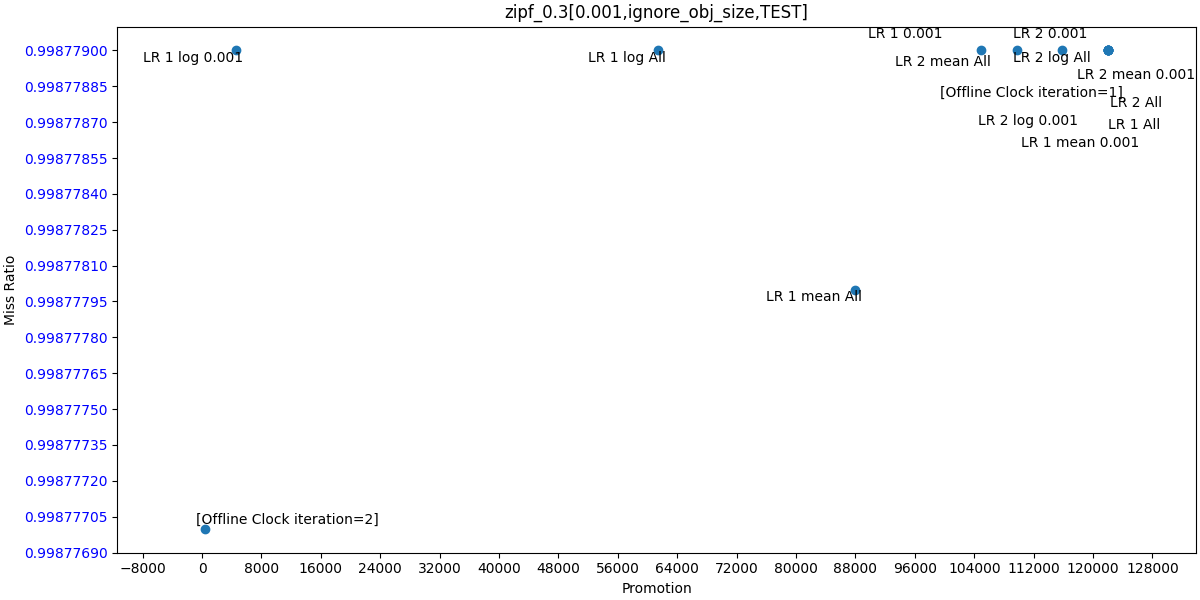 zipf_0.3[0.001,ignore_obj_size,TEST]
LR 1 0.001
LR 2 0.001
0.99877900
LR 1 log 0.001
LR 1 log All
LR 2 mean All
LR 2 log All
LR 2 mean 0.001
0.99877885
[Offline Clock iteration=1]
LR 2 All
0.99877870
LR 2 log 0.001
LR 1 All
LR 1 mean 0.001
0.99877855
0.99877840
0.99877825
0.99877810
0.99877795
LR 1 mean All
0.99877780
0.99877765
0.99877750
0.99877735
0.99877720
0.99877705
[Offline Clock iteration=2]
0.99877690
Miss Ratio
−8000 0 8000 16000 24000 32000 40000 48000 56000 64000 72000 80000 88000 96000 104000 112000 120000 128000
Promotion